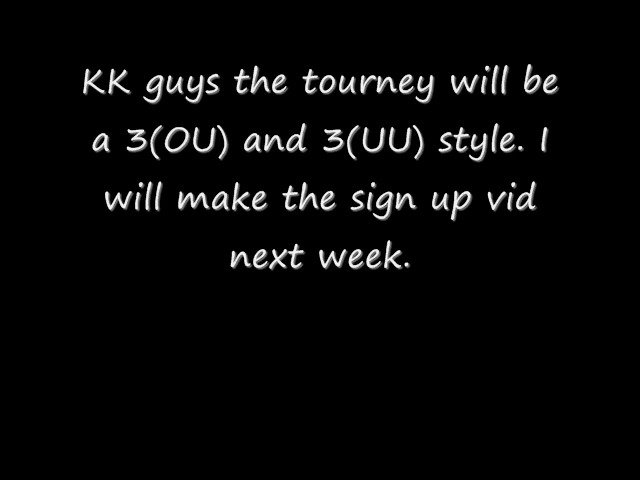 KK guys the tourney will be
a 3(OU) and 3(UU) style. I
will make the sign up vid
next week.